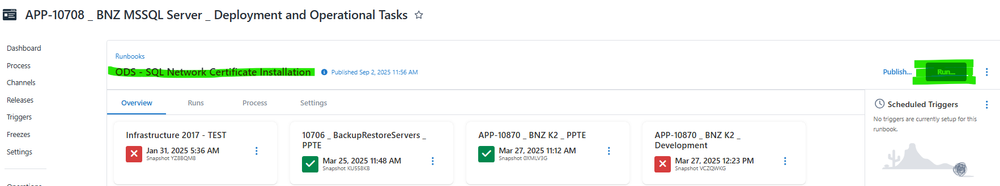 APP-10708 _ BNZ MSSQL Server _ Deployment and Operational Tasks
Dashboard
Process
Channels
Releases
Triggers
Freezes
Settings
Operations
Runbooks
ODS - SQL Network Certificate Installation
Published Sep 2, 2025 11:56 AM
Publish...
Run...
Overview
Runs
Process
Settings
Infrastructure 2017 - TEST
Jan 31, 2025 5:36 AM
Snapshot YZ8BQM8
10706 _ BackupRestoreServers _
PPTE
Mar 25, 2025 11:48 AM
Snapshot KU558KB
APP-10870 _ BNZ K2 _ PPTE
Mar 27, 2025 11:12 AM
Snapshot 0XMLV3G
APP-10870 _ BNZ K2 _
Development
Mar 27, 2025 12:23 PM
Snapshot VCZQWKG
Scheduled Triggers
No triggers are currently setup for this
runbook.